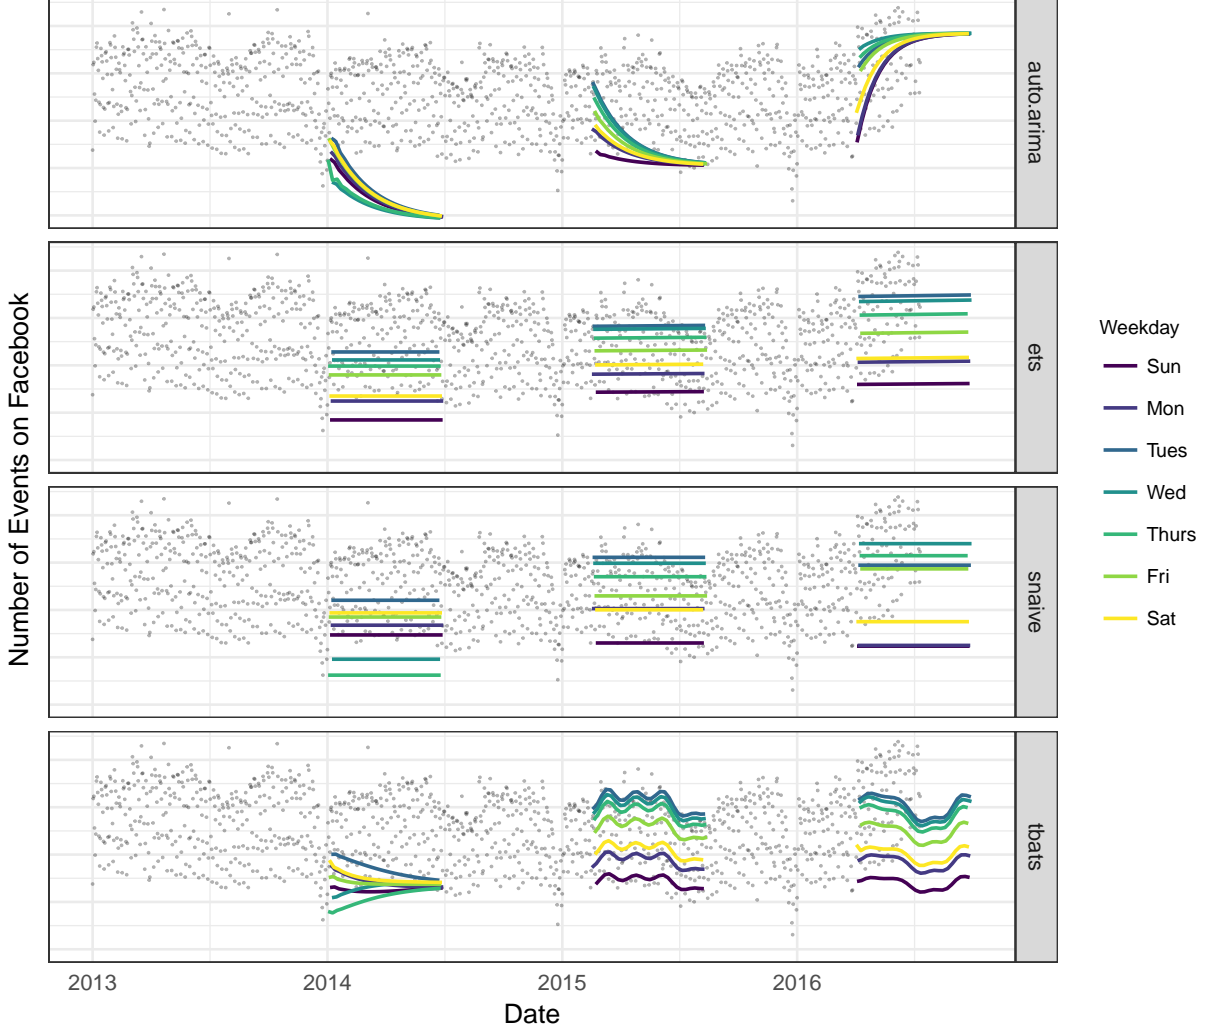 Number of Events on Facebook
auto.arima
ets
snaive
tbats
Weekday
Sun
Mon
Tues
Wed
Thurs
Fri
Sat
2013
2014
2015
2016
Date